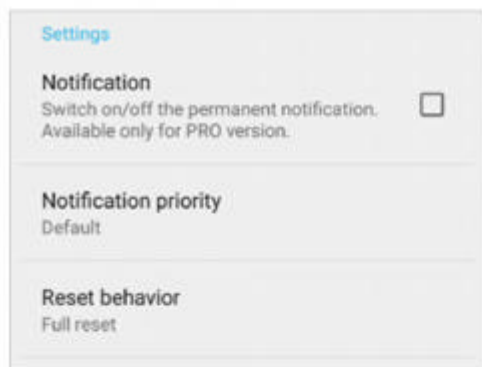 Settings
Notification
Switch on/off the permanent notification.
Available only for PRO version.
Notification priority
Default
Reset behavior
Full reset